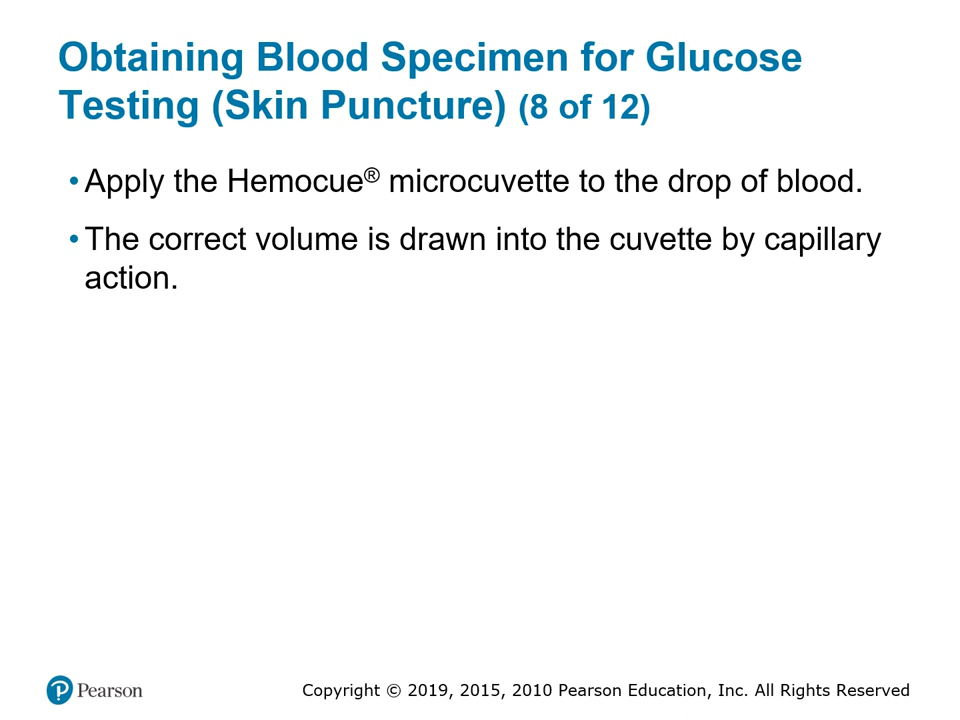 Obtaining Blood Specimen for Glucose
Testing (Skin Puncture) (8 of 12)
• Apply the Hemocue® microcuvette to the drop of blood.
• The correct volume is drawn into the cuvette by capillary
action.
Pearson
Copyright © 2019, 2015, 2010 Pearson Education, Inc. All Rights Reserved